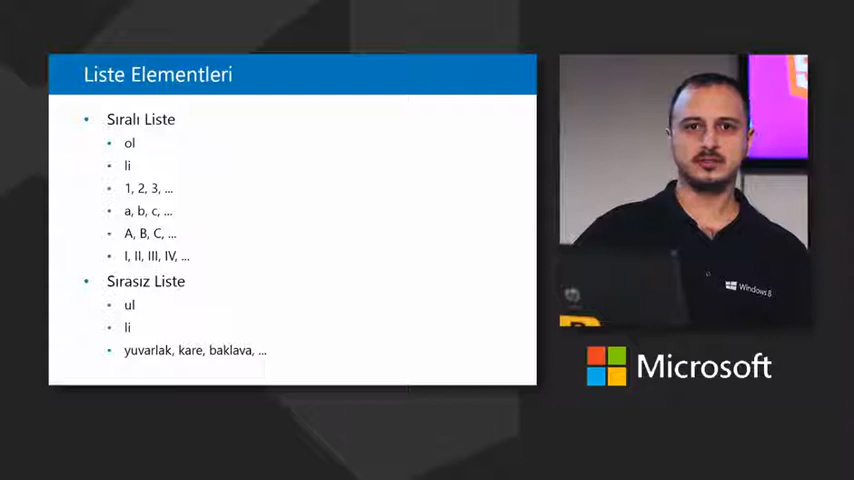 Liste Elementleri
Sıralı Liste
ol
li
1, 2, 3, ...
a, b, c, ...
A, B, C, ...
I, II, III, IV, ...
Sırasız Liste
ul
li
yuvarlak, kare, baklava, ...
Windows 8
hp
Microsoft